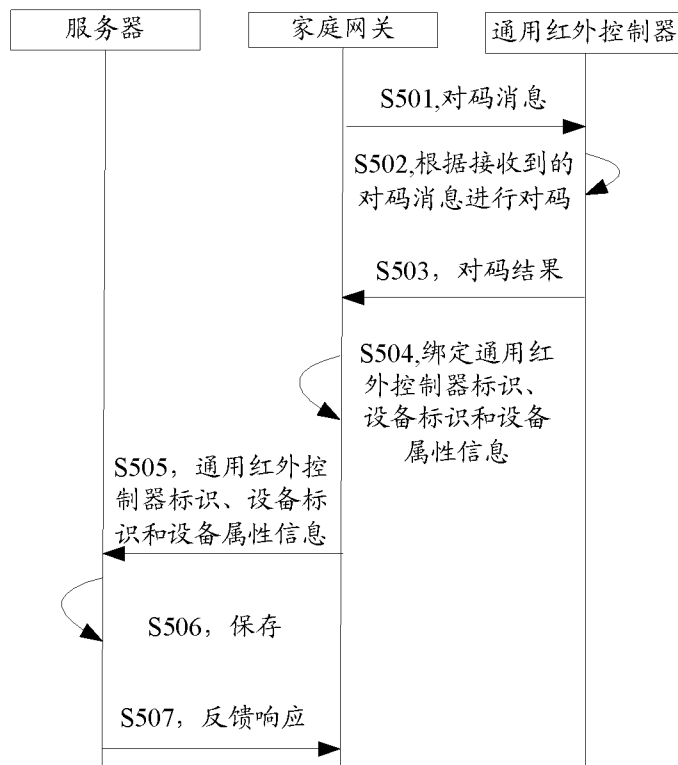 服务器
家庭网关
通用红外控制器
S501,对码消息
S502,根据接收到的
对码消息进行对码
S503，对码结果
S504,绑定通用红
外控制器标识、
设备标识和设备
属性信息
S505，通用红外控
制器标识、设备标
识和设备属性信息
S506，保存
S507，反馈响应